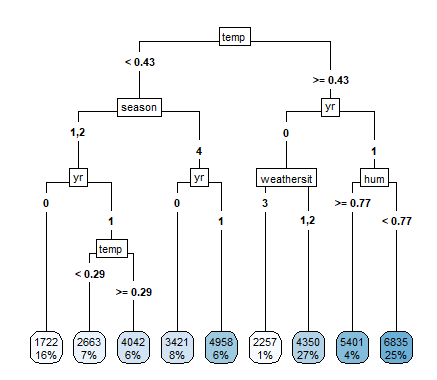 temp
< 0.43
>= 0.43
season
yr
1,2
4
0
1
yr
yr
weathersit
hum
0
1
0
1
3
1,2
>= 0.77
< 0.77
temp
< 0.29
>= 0.29
1722 2663 4042 3421 4958 2257 4350 5401 6835
16% 7% 6% 8% 6% 1% 27% 4% 25%